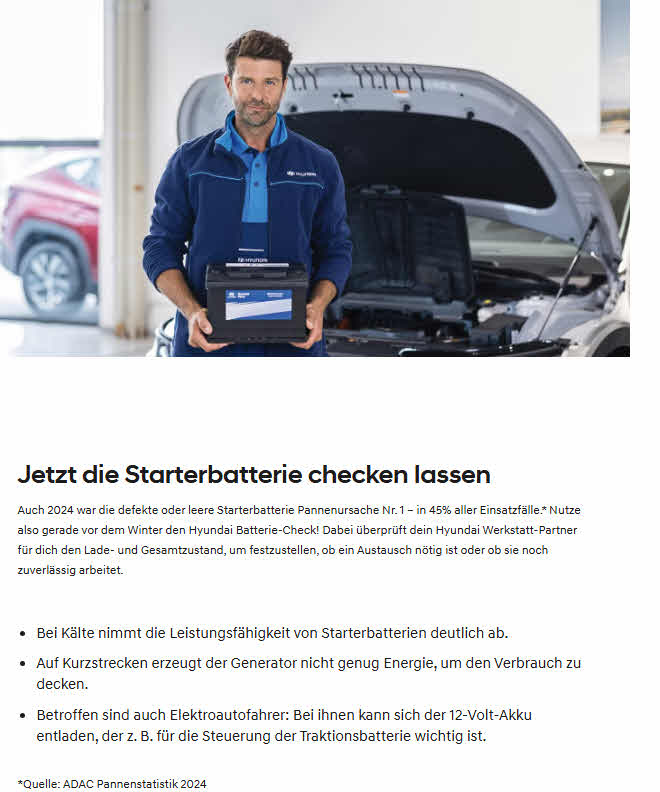 HYUNDAI
HYUNDAI
Jetzt die Starterbatterie checken lassen
Auch 2024 war die defekte oder leere Starterbatterie Pannenursache Nr. 1 – in 45% aller Einsatzfälle.* Nutze
also gerade vor dem Winter den Hyundai Batterie-Check! Dabei überprüft dein Hyundai Werkstatt-Partner
für dich den Lade- und Gesamtzustand, um festzustellen, ob ein Austausch nötig ist oder ob sie noch
zuverlässig arbeitet.
• Bei Kälte nimmt die Leistungsfähigkeit von Starterbatterien deutlich ab.
• Auf Kurzstrecken erzeugt der Generator nicht genug Energie, um den Verbrauch zu
decken.
• Betroffen sind auch Elektroautofahrer: Bei ihnen kann sich der 12-Volt-Akku
entladen, der z. B. für die Steuerung der Traktionsbatterie wichtig ist.
*Quelle: ADAC Pannenstatistik 2024